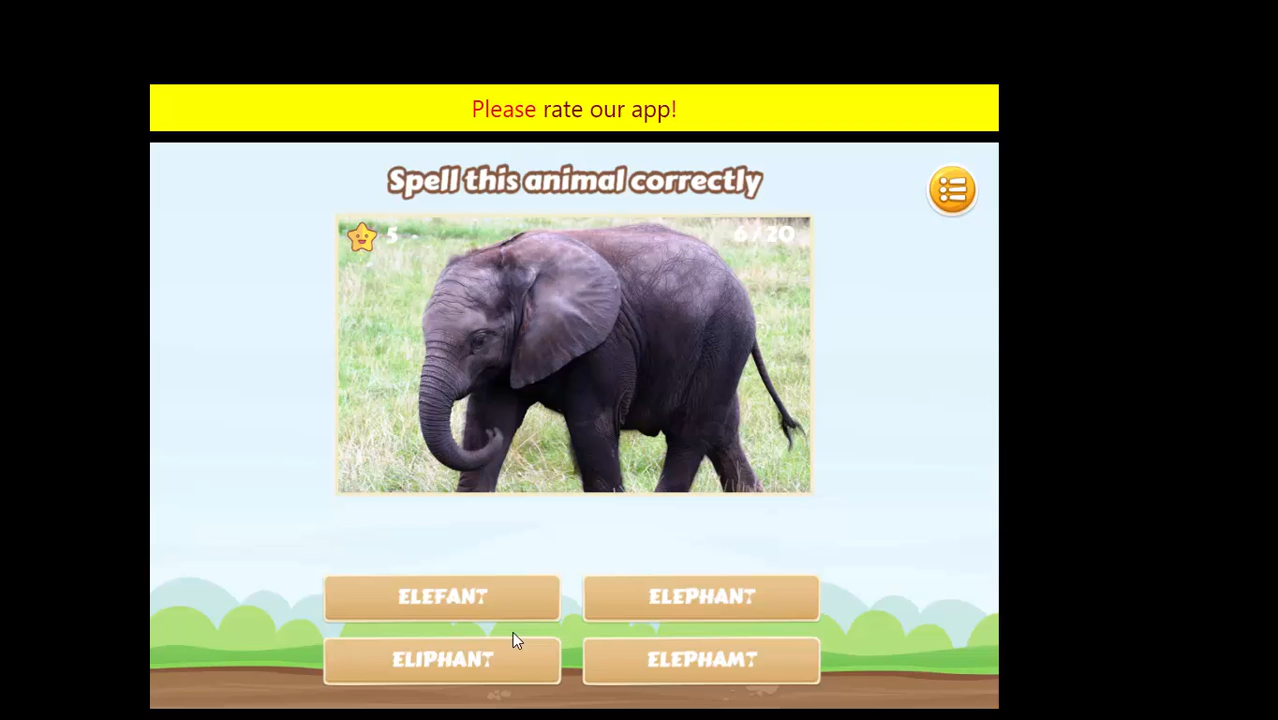 Please rate our app!
Spell this animal correctly
5
6 / 20
ELEFANT
ELEPHANT
ELIPHANT
ELEPHAMT